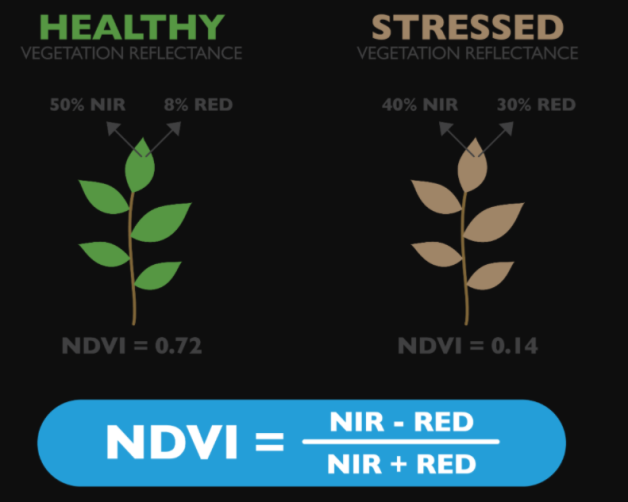 HEALTHY
VEGETATION REFLECTANCE
50% NIR 8% RED
NDVI = 0.72
STRESSED
VEGETATION REFLECTANCE
40% NIR 30% RED
NDVI = 0.14
NDVI = NIR - RED
NIR + RED